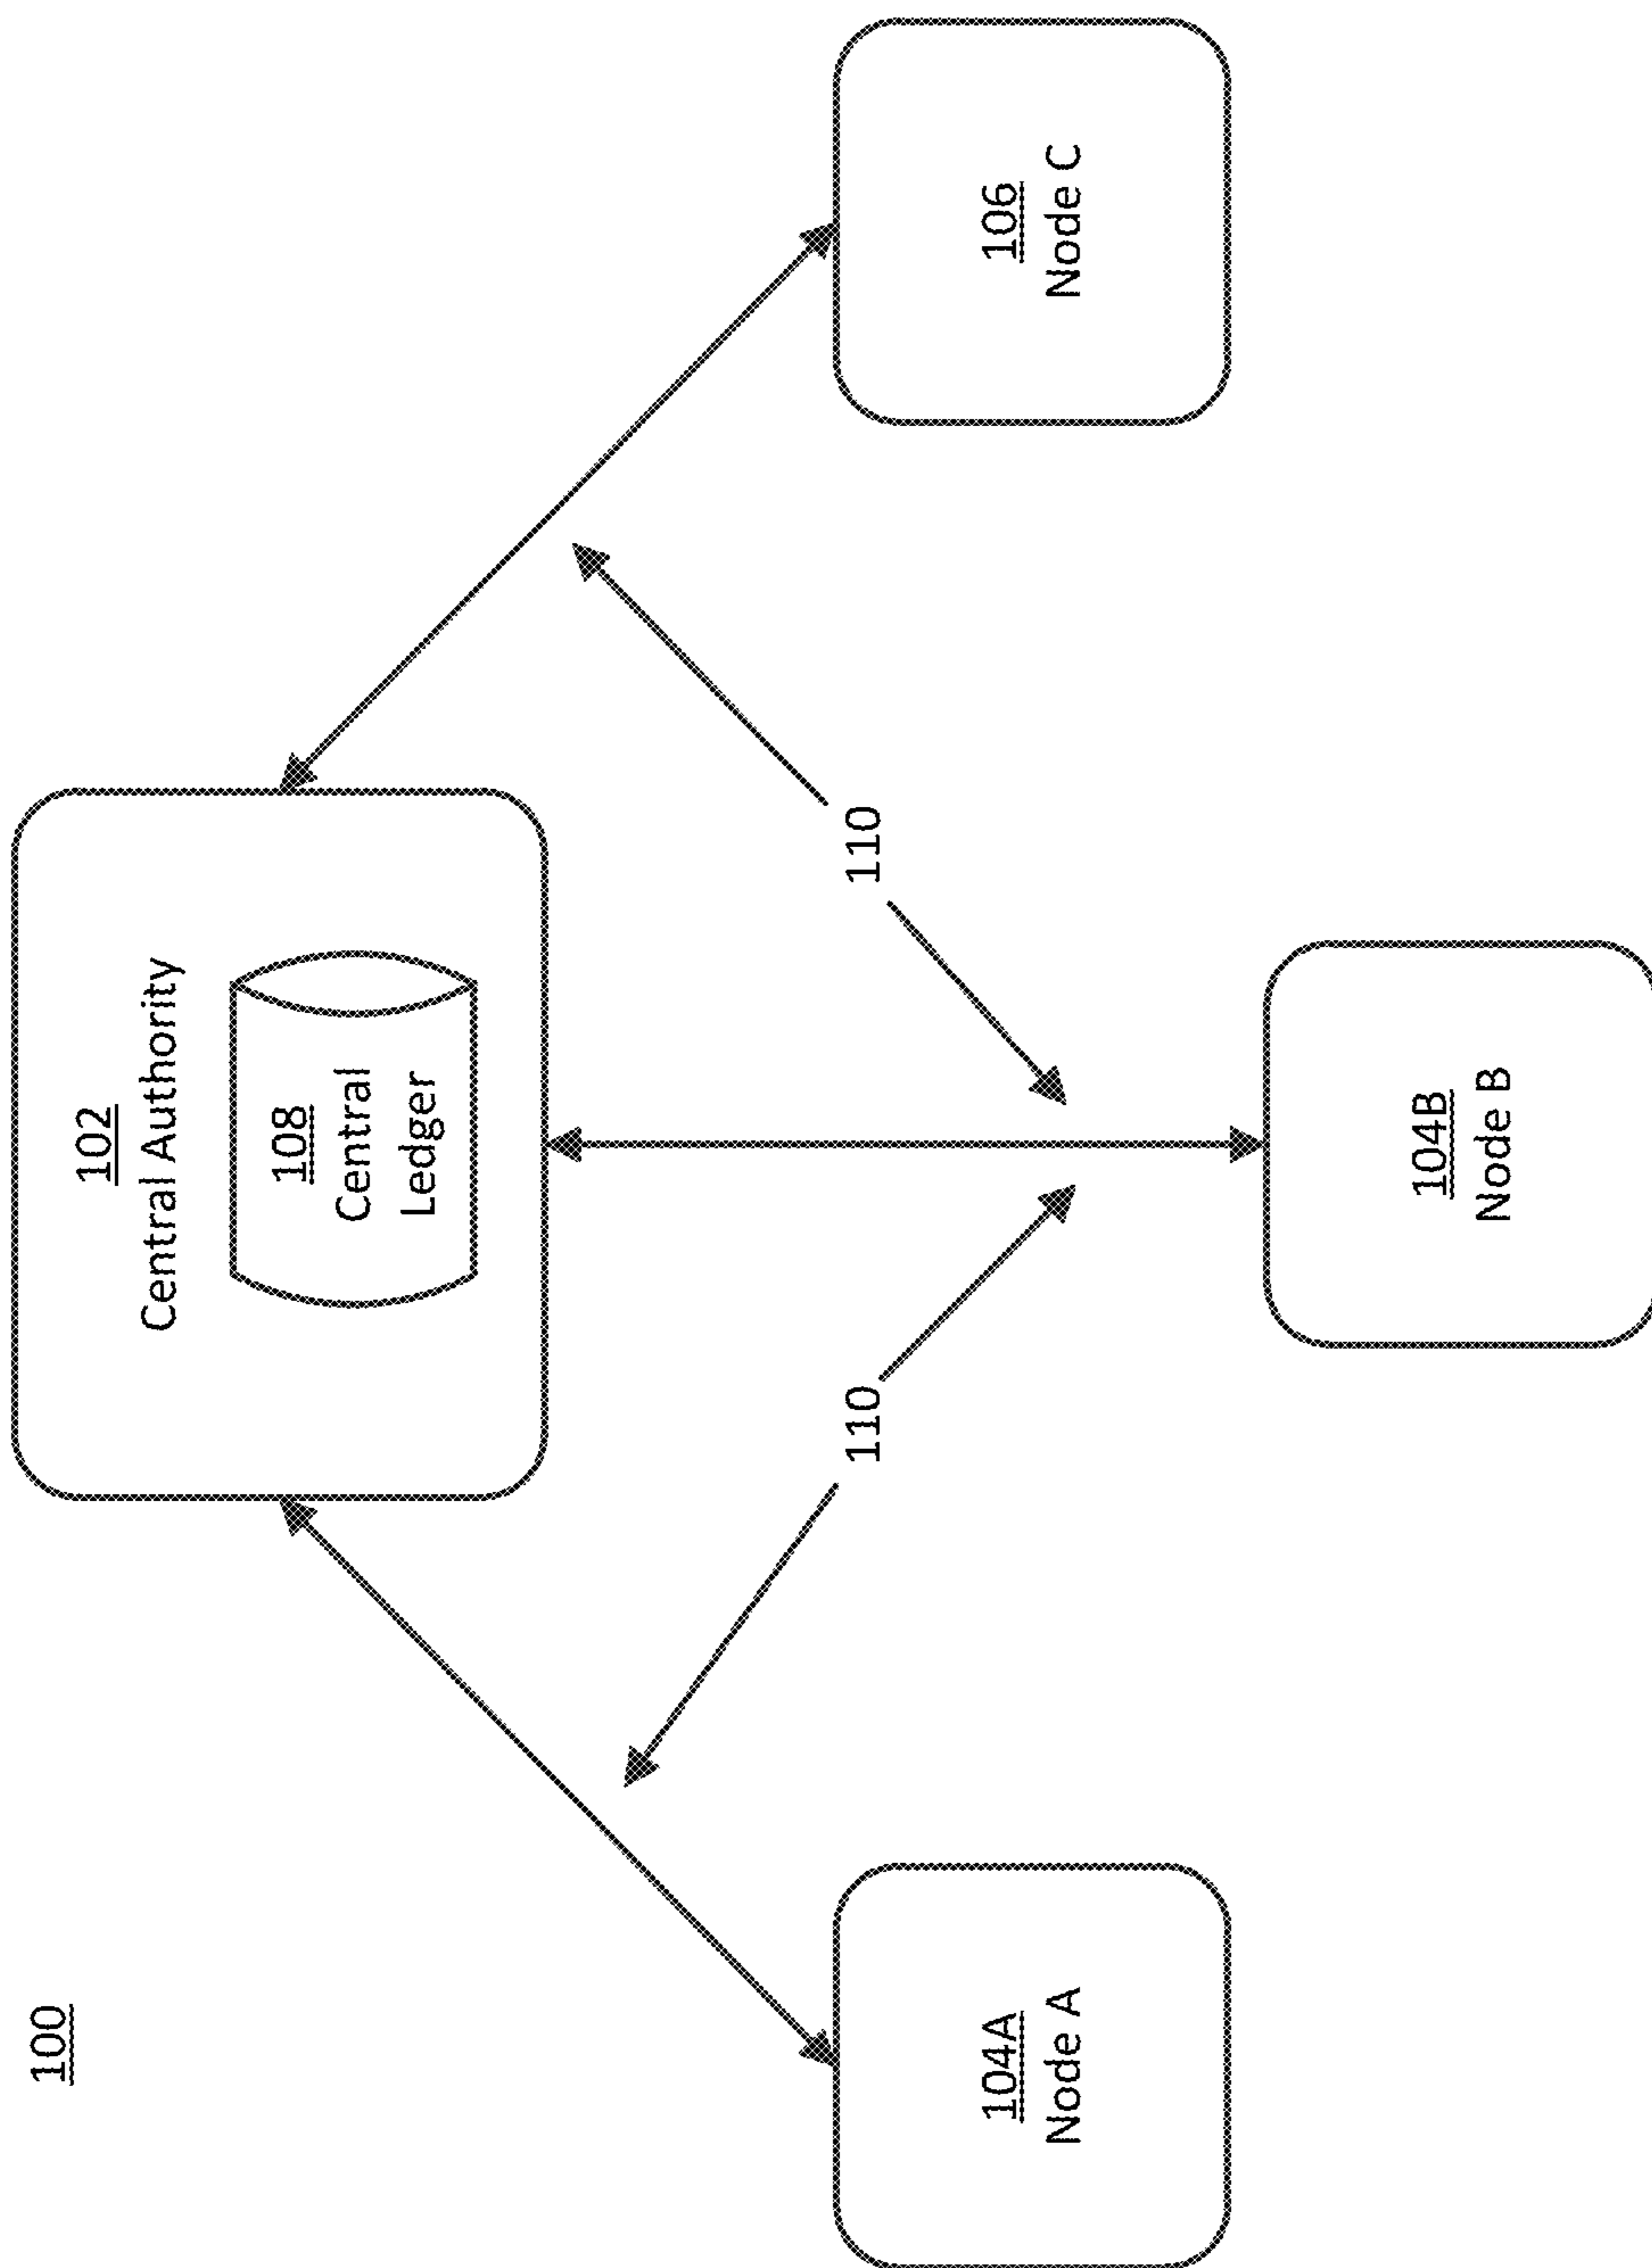 100
102
Central Authority
108
Central
Ledger
110
110
104A
Node A
106
Node C
104B
Node B